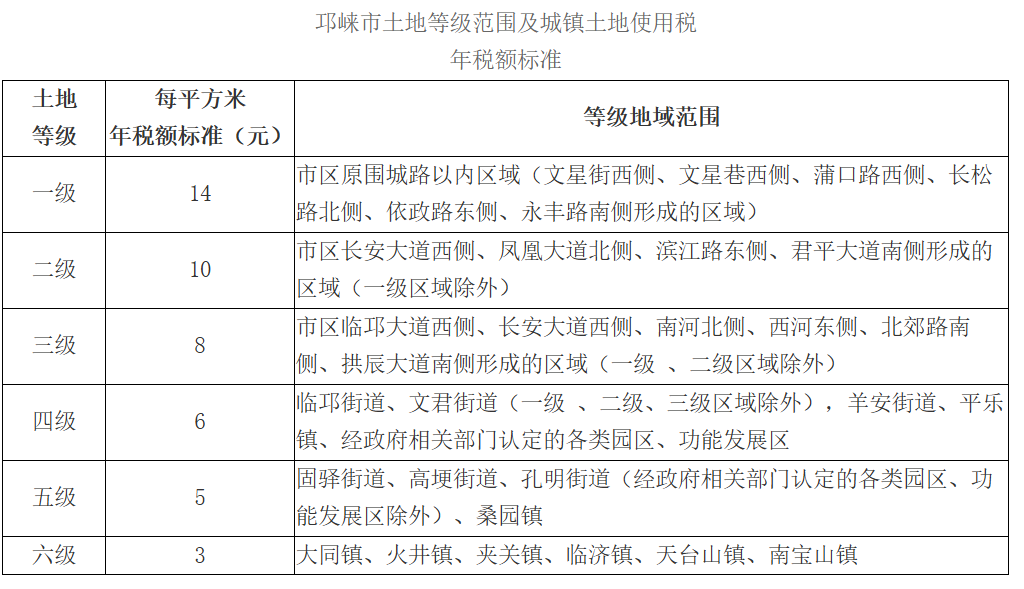 邛崃市土地等级范围及城镇土地使用税
年税额标准
土地
等级
每平方米
年税额标准（元）
等级地域范围
一级
14
市区原围城路以内区域（文星街西侧、文星巷西侧、蒲口路西侧、长松
路北侧、依政路东侧、永丰路南侧形成的区域）
二级
10
市区长安大道西侧、凤凰大道北侧、滨江路东侧、君平大道南侧形成的
区域（一级区域除外）
三级
8
市区临邛大道西侧、长安大道西侧、南河北侧、西河东侧、北郊路南
侧、拱辰大道南侧形成的区域（一级 、二级区域除外）
四级
6
临邛街道、文君街道（一级 、二级、三级区域除外），羊安街道、平乐
镇、经政府相关部门认定的各类园区、功能发展区
五级
5
固驿街道、高埂街道、孔明街道（经政府相关部门认定的各类园区、功
能发展区除外）、桑园镇
六级
3
大同镇、火井镇、夹关镇、临济镇、天台山镇、南宝山镇